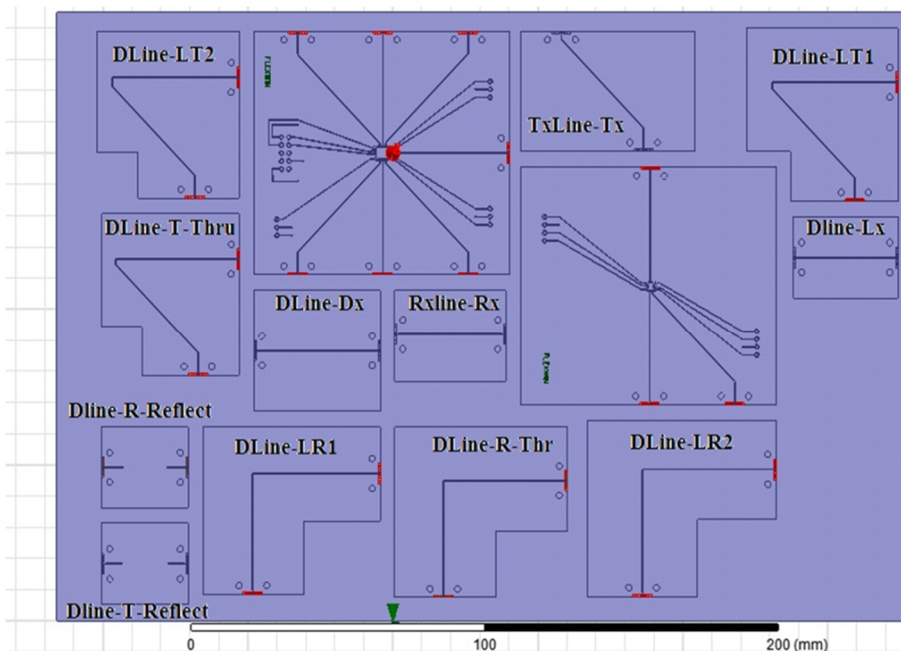 DLine-LT2
DLine-LT1
TxLine-Tx
DLine-T-Thru
Dline-Lx
DLine-Dx
Rxline-Rx
Dline-R-Reflect
DLine-LR1
DLine-R-Thr
DLine-LR2
Dline-T-Reflect
0
100
200 (mm)